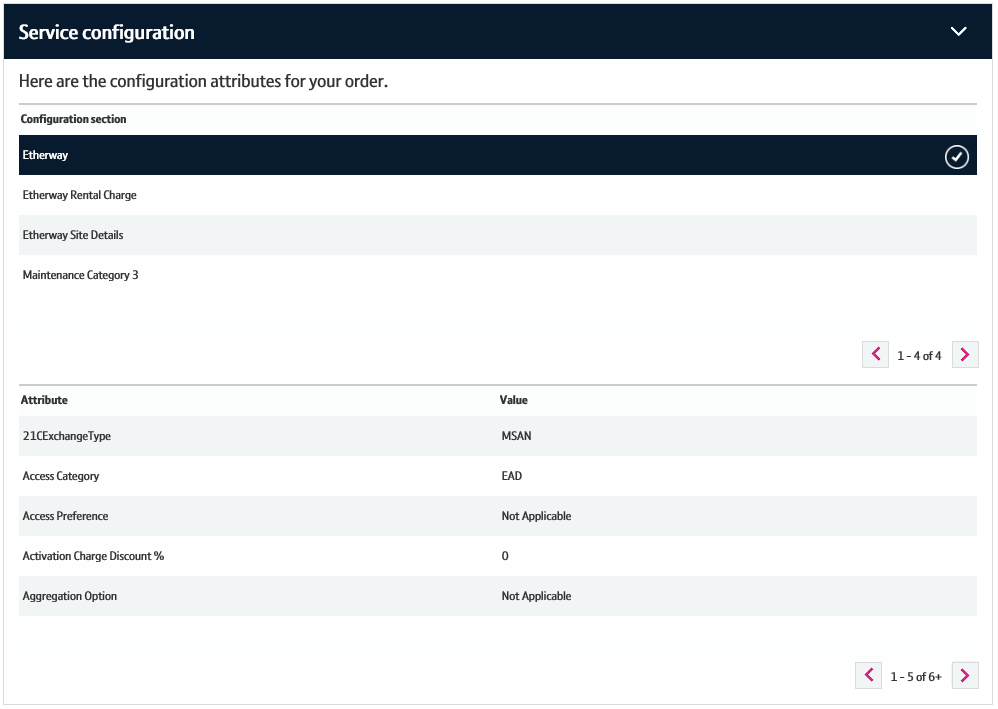 Service configuration
Here are the configuration attributes for your order.
Configuration section
Etherway
Etherway Rental Charge
Etherway Site Details
Maintenance Category 3
1 - 4 of 4
Attribute Value
21CExchangeType MSAN
Access Category EAD
Access Preference Not Applicable
Activation Charge Discount % 0
Aggregation Option Not Applicable
1 - 5 of 6+